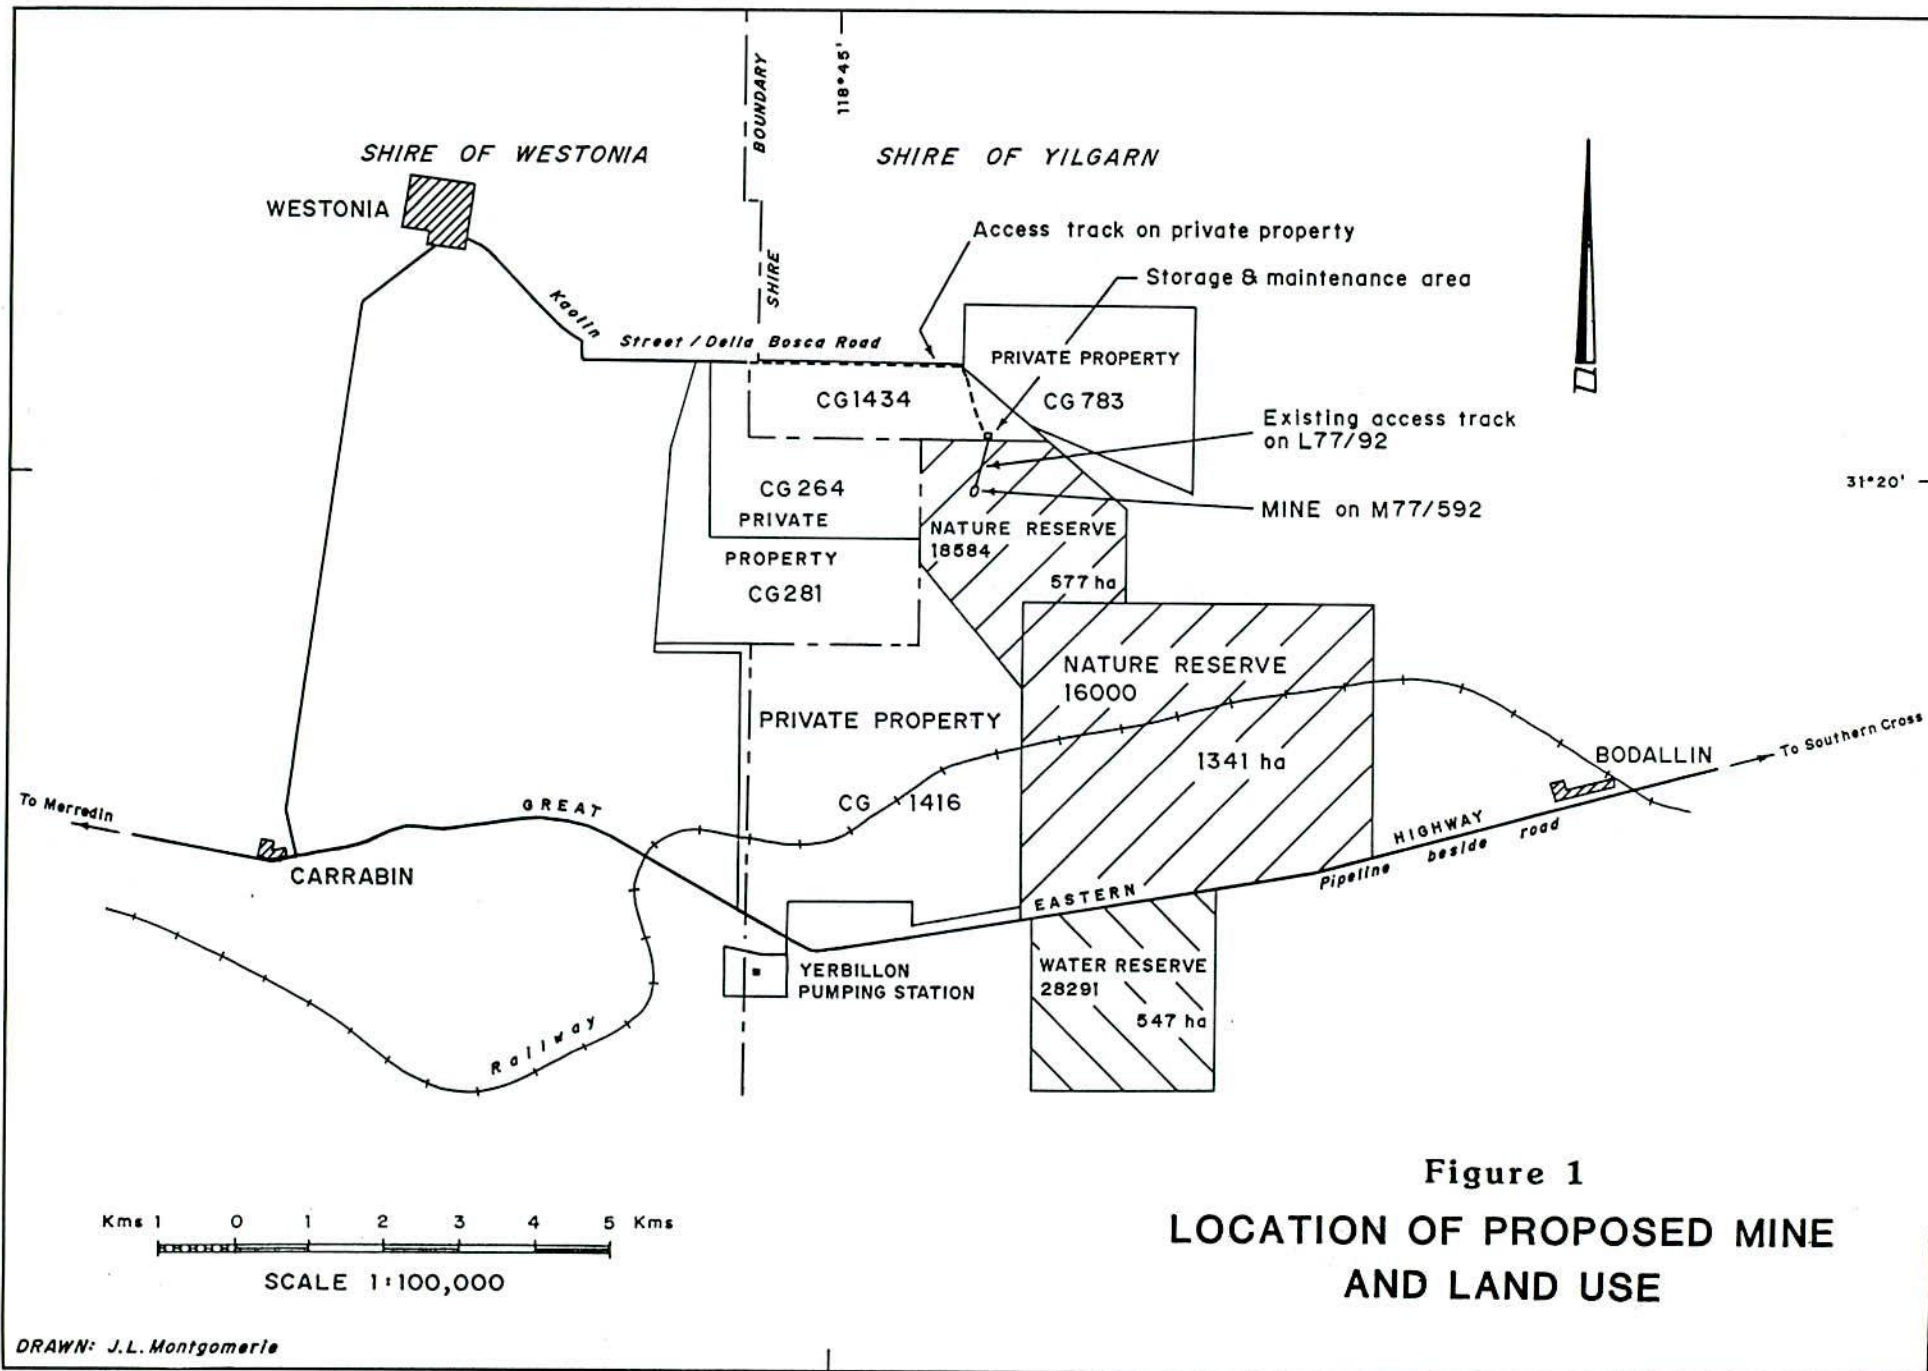 118°45'
BOUNDARY
SHIRE OF WESTONIA
SHIRE OF YILGARN
WESTONIA
Access track on private property
SHIRE
Storage & maintenance area
Kaolin
Street / Della Bosca Road
PRIVATE PROPERTY
CG 1434
CG 783
Existing access track
on L77/92
31°20'
CG 264
MINE on M77/592
PRIVATE
NATURE RESERVE
18584
PROPERTY
577 ha
CG 281
NATURE RESERVE
16000
PRIVATE PROPERTY
1341 ha
BODALLIN
To Southern Cross
To Merredin
GREAT
CG 1416
HIGHWAY
beside road
Pipeline
CARRABIN
EASTERN
YERBILLON
PUMPING STATION
WATER RESERVE
28291
547 ha
Railway
Figure 1
LOCATION OF PROPOSED MINE
AND LAND USE
Kms 1 0 1 2 3 4 5 Kms
SCALE 1:100,000
DRAWN: J.L. Montgomerie